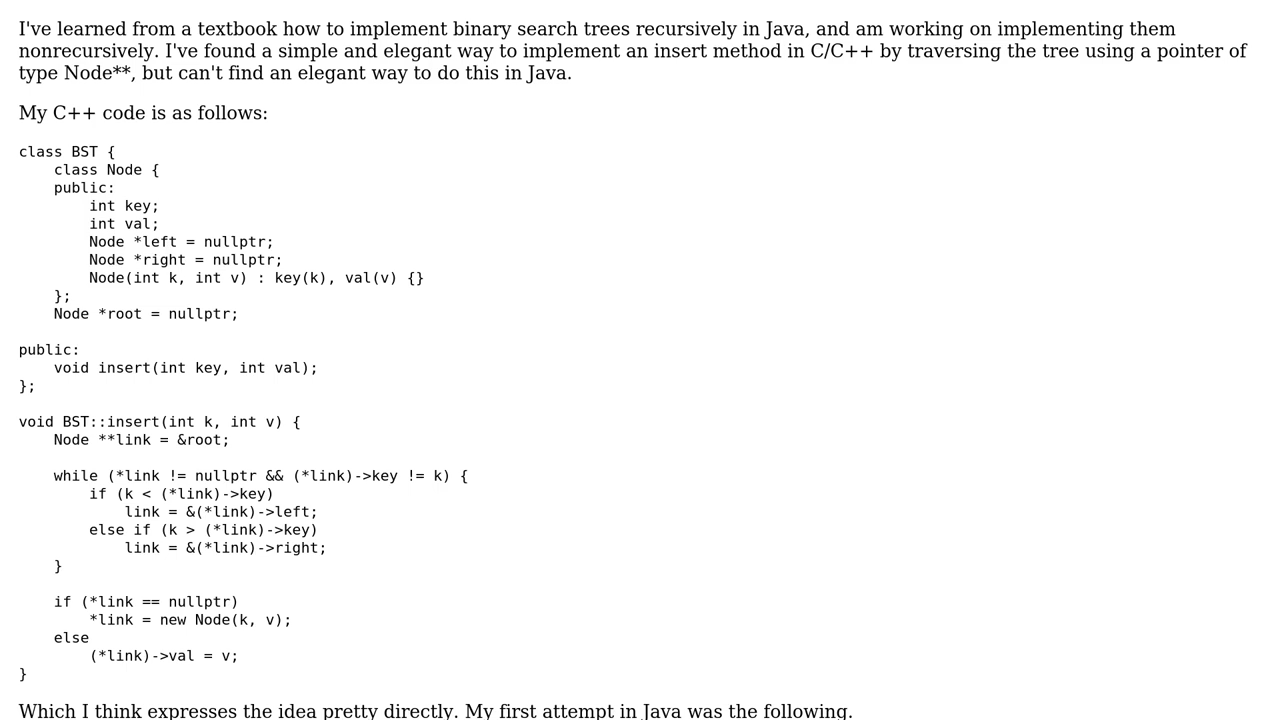 I've learned from a textbook how to implement binary search trees recursively in Java, and am working on implementing them
nonrecursively. I've found a simple and elegant way to implement an insert method in C/C++ by traversing the tree using a pointer of
type Node**, but can't find an elegant way to do this in Java.
My C++ code is as follows:
class BST {
    class Node {
    public:
        int key;
        int val;
        Node *left = nullptr;
        Node *right = nullptr;
        Node(int k, int v) : key(k), val(v) {}
    };
    Node *root = nullptr;

public:
    void insert(int key, int val);
};

void BST::insert(int k, int v) {
    Node **link = &root;

    while (*link != nullptr && (*link)->key != k) {
        if (k < (*link)->key)
            link = &(*link)->left;
        else if (k > (*link)->key)
            link = &(*link)->right;
    }

    if (*link == nullptr)
        *link = new Node(k, v);
    else
        (*link)->val = v;
}
Which I think expresses the idea pretty directly. My first attempt in Java was the following.